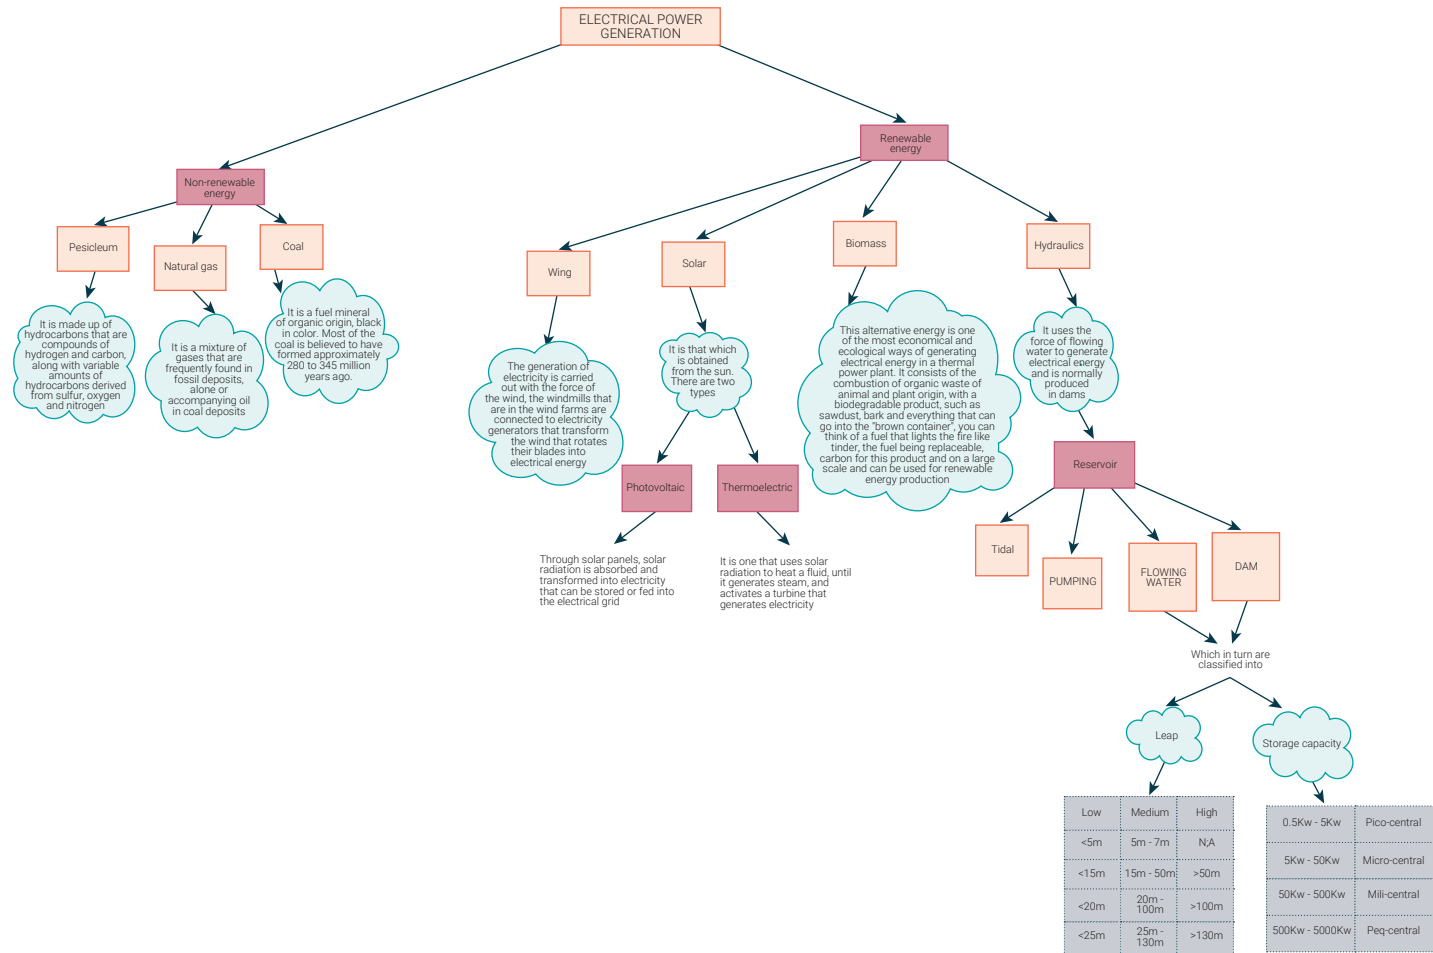 ELECTRICAL POWER
GENERATION
Renewable
energy
Non-renewable
energy
Pesicleum
Natural gas
Coal
Wing
Solar
Biomass
Hydraulics
It is made up of
hydrocarbons that are
compounds of
hydrogen and carbon,
along with variable
amounts of
hydrocarbons derived
from sulfur, oxygen
and nitrogen
It is a mixture of
gases that are
frequently found in
fossil deposits,
alone or
accompanying oil
in coal deposits
It is a fuel mineral
of organic origin, black
in color. Most of the
coal is believed to have
formed approximately
280 to 345 million
years ago.
The generation of
electricity is carried
out with the force of
the wind, the windmills that
are in the wind farms are
connected to electricity
generators that transform
the wind that rotates
their blades into
electrical energy
It is that which
is obtained
from the sun.
There are two
types
This alternative energy is one
of the most economical and
ecological ways of generating
electrical energy in a thermal
power plant. It consists of the
combustion of organic waste of
animal and plant origin, with a
biodegradable product, such as
sawdust, bark and everything that can
go into the "brown container", you can
think of a fuel that lights the fire like
tinder, the fuel being replaceable,
carbon for this product and on a large
scale and can be used for renewable
energy production
It uses the
force of flowing
water to generate
electrical energy
and is normally
produced
in dams
Photovoltaic
Thermoelectric
Reservoir
Through solar panels, solar
radiation is absorbed and
transformed into electricity
that can be stored or fed into
the electrical grid
It is one that uses solar
radiation to heat a fluid, until
it generates steam, and
activates a turbine that
generates electricity
Tidal
PUMPING
FLOWING
WATER
DAM
Which in turn are
classified into
Leap
Storage capacity
Low Medium High
<5m 5m - 7m N;A
<15m 15m - 50m >50m
<20m 20m -
100m >100m
<25m 25m -
130m >130m
0.5Kw - 5Kw Pico-central
5Kw - 50Kw Micro-central
50Kw - 500Kw Mili-central
500Kw - 5000Kw Peq-central